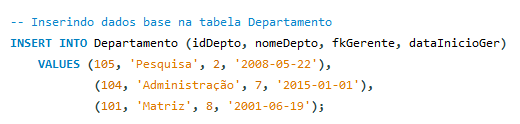 -- Inserindo dados base na tabela Departamento
INSERT INTO Departamento (idDepto, nomeDepto, fkGerente, dataInicioGer)
VALUES (105, 'Pesquisa', 2, '2008-05-22'),
(104, 'Administração', 7, '2015-01-01'),
(101, 'Matriz', 8, '2001-06-19');